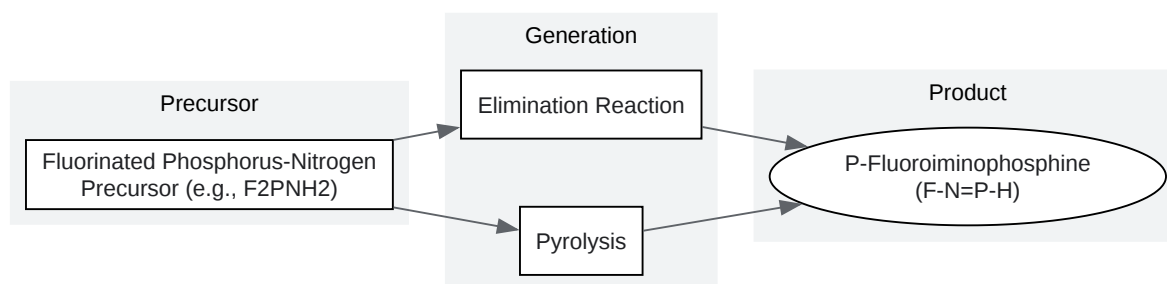 Precursor
Fluorinated Phosphorus-Nitrogen
Precursor (e.g., F2PNH2)
Generation
Elimination Reaction
Pyrolysis
Product
P-Fluoroiminophosphine
(F-N=P-H)